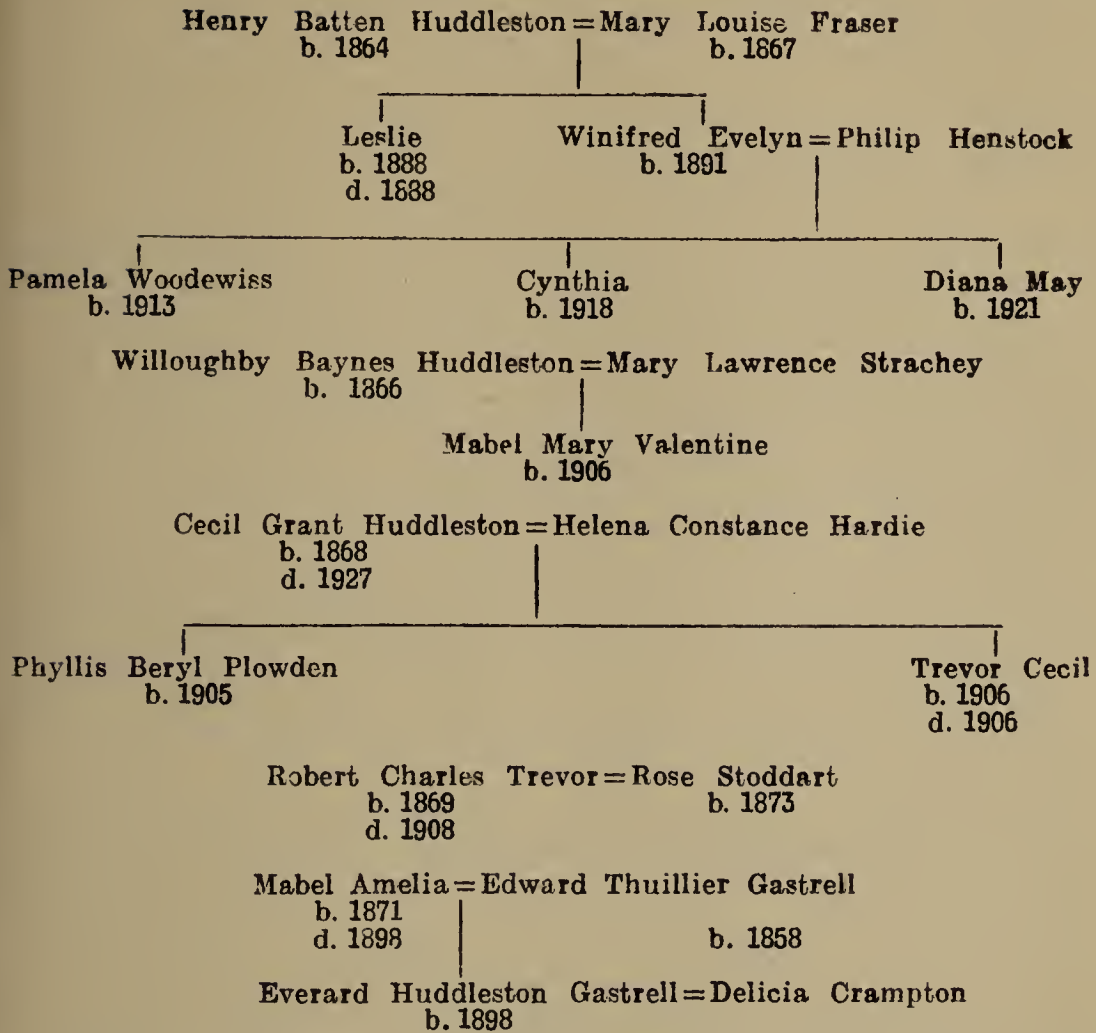 Henry Batten Huddleston=Mary Louise Fraser
b. 1864 b. 1867
Leslie Winifred Evelyn=Philip Henstock
b. 1888 b. 1891
d. 1888
Pamela Woodewiss Cynthia Diana May
b. 1913 b. 1918 b. 1921
Willoughby Baynes Huddleston=Mary Lawrence Strachey
b. 1866
Mabel Mary Valentine
b. 1906
Cecil Grant Huddleston=Helena Constance Hardie
b. 1868
d. 1927
Phyllis Beryl Plowden Trevor Cecil
b. 1905 b. 1906
d. 1906
Robert Charles Trevor=Rose Stoddart
b. 1869 b. 1873
d. 1908
Mabel Amelia=Edward Thuillier Gastrell
b. 1871
d. 1898 b. 1858
Everard Huddleston Gastrell=Delicia Crampton
b. 1898